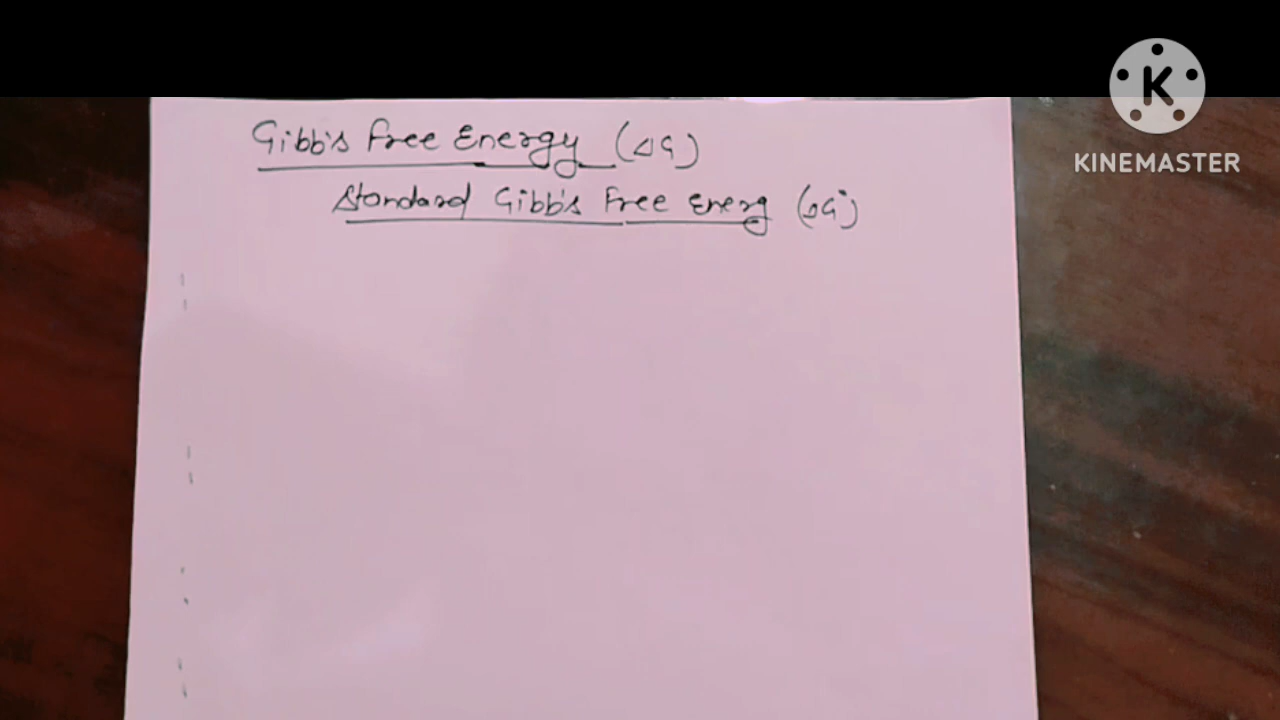 K
KINEMASTER
Gibb's Free Energy (ΔG)
Standard Gibb's Free Energ (ΔG°)